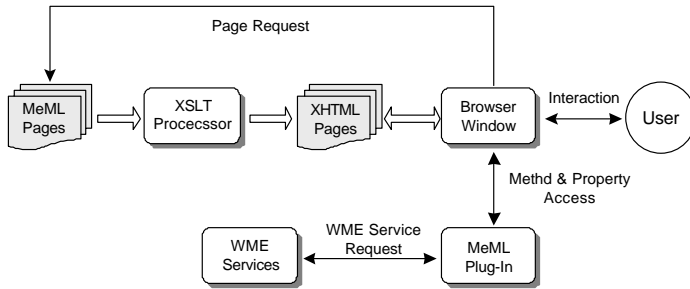 Page Request
MeML
Pages
XSLT
Procecssor
XHTML
Pages
Browser
Window
Interaction
User
Methd & Property
Access
WME Services
WME Service
Request
MeML
Plug-In